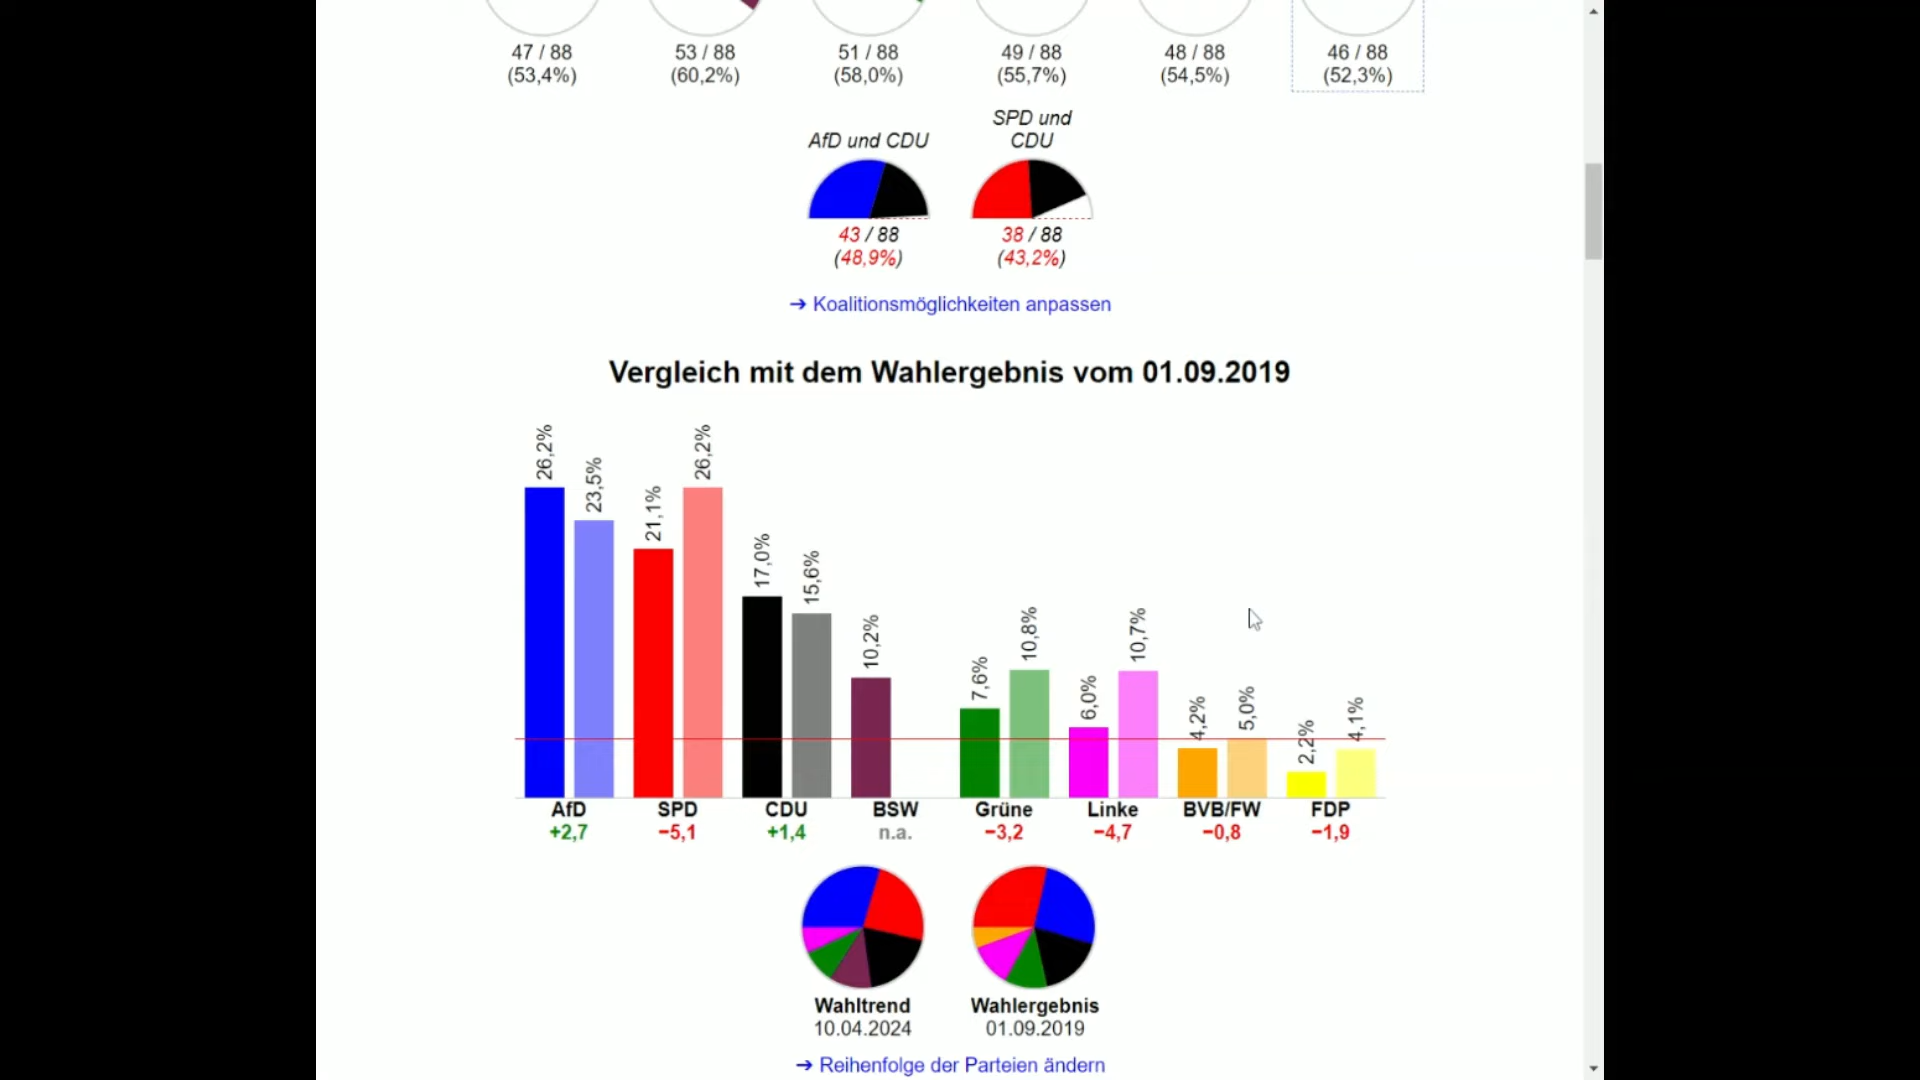 47 / 88
(53,4%)
53 / 88
(60,2%)
51 / 88
(58,0%)
49 / 88
(55,7%)
48 / 88
(54,5%)
46 / 88
(52,3%)
AfD und CDU
43 / 88
(48,9%)
SPD und
CDU
38 / 88
(43,2%)
➔ Koalitionsmöglichkeiten anpassen
Vergleich mit dem Wahlergebnis vom 01.09.2019
26,2%
23,5%
21,1%
26,2%
17,0%
15,6%
10,2%
7,6%
10,8%
6,0%
10,7%
4,2%
5,0%
2,2%
4,1%
AfD
+2,7
SPD
−5,1
CDU
+1,4
BSW
n.a.
Grüne
−3,2
Linke
−4,7
BVB/FW
−0,8
FDP
−1,9
Wahltrend
10.04.2024
Wahlergebnis
01.09.2019
➔ Reihenfolge der Parteien ändern